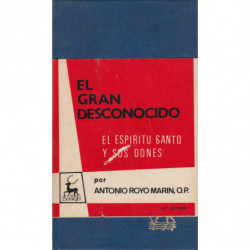 EL
GRAN
DESCONOCIDO
EL ESPIRITU SANTO
Y SUS DONES
por
ANTONIO ROYO MARIN, O.P.